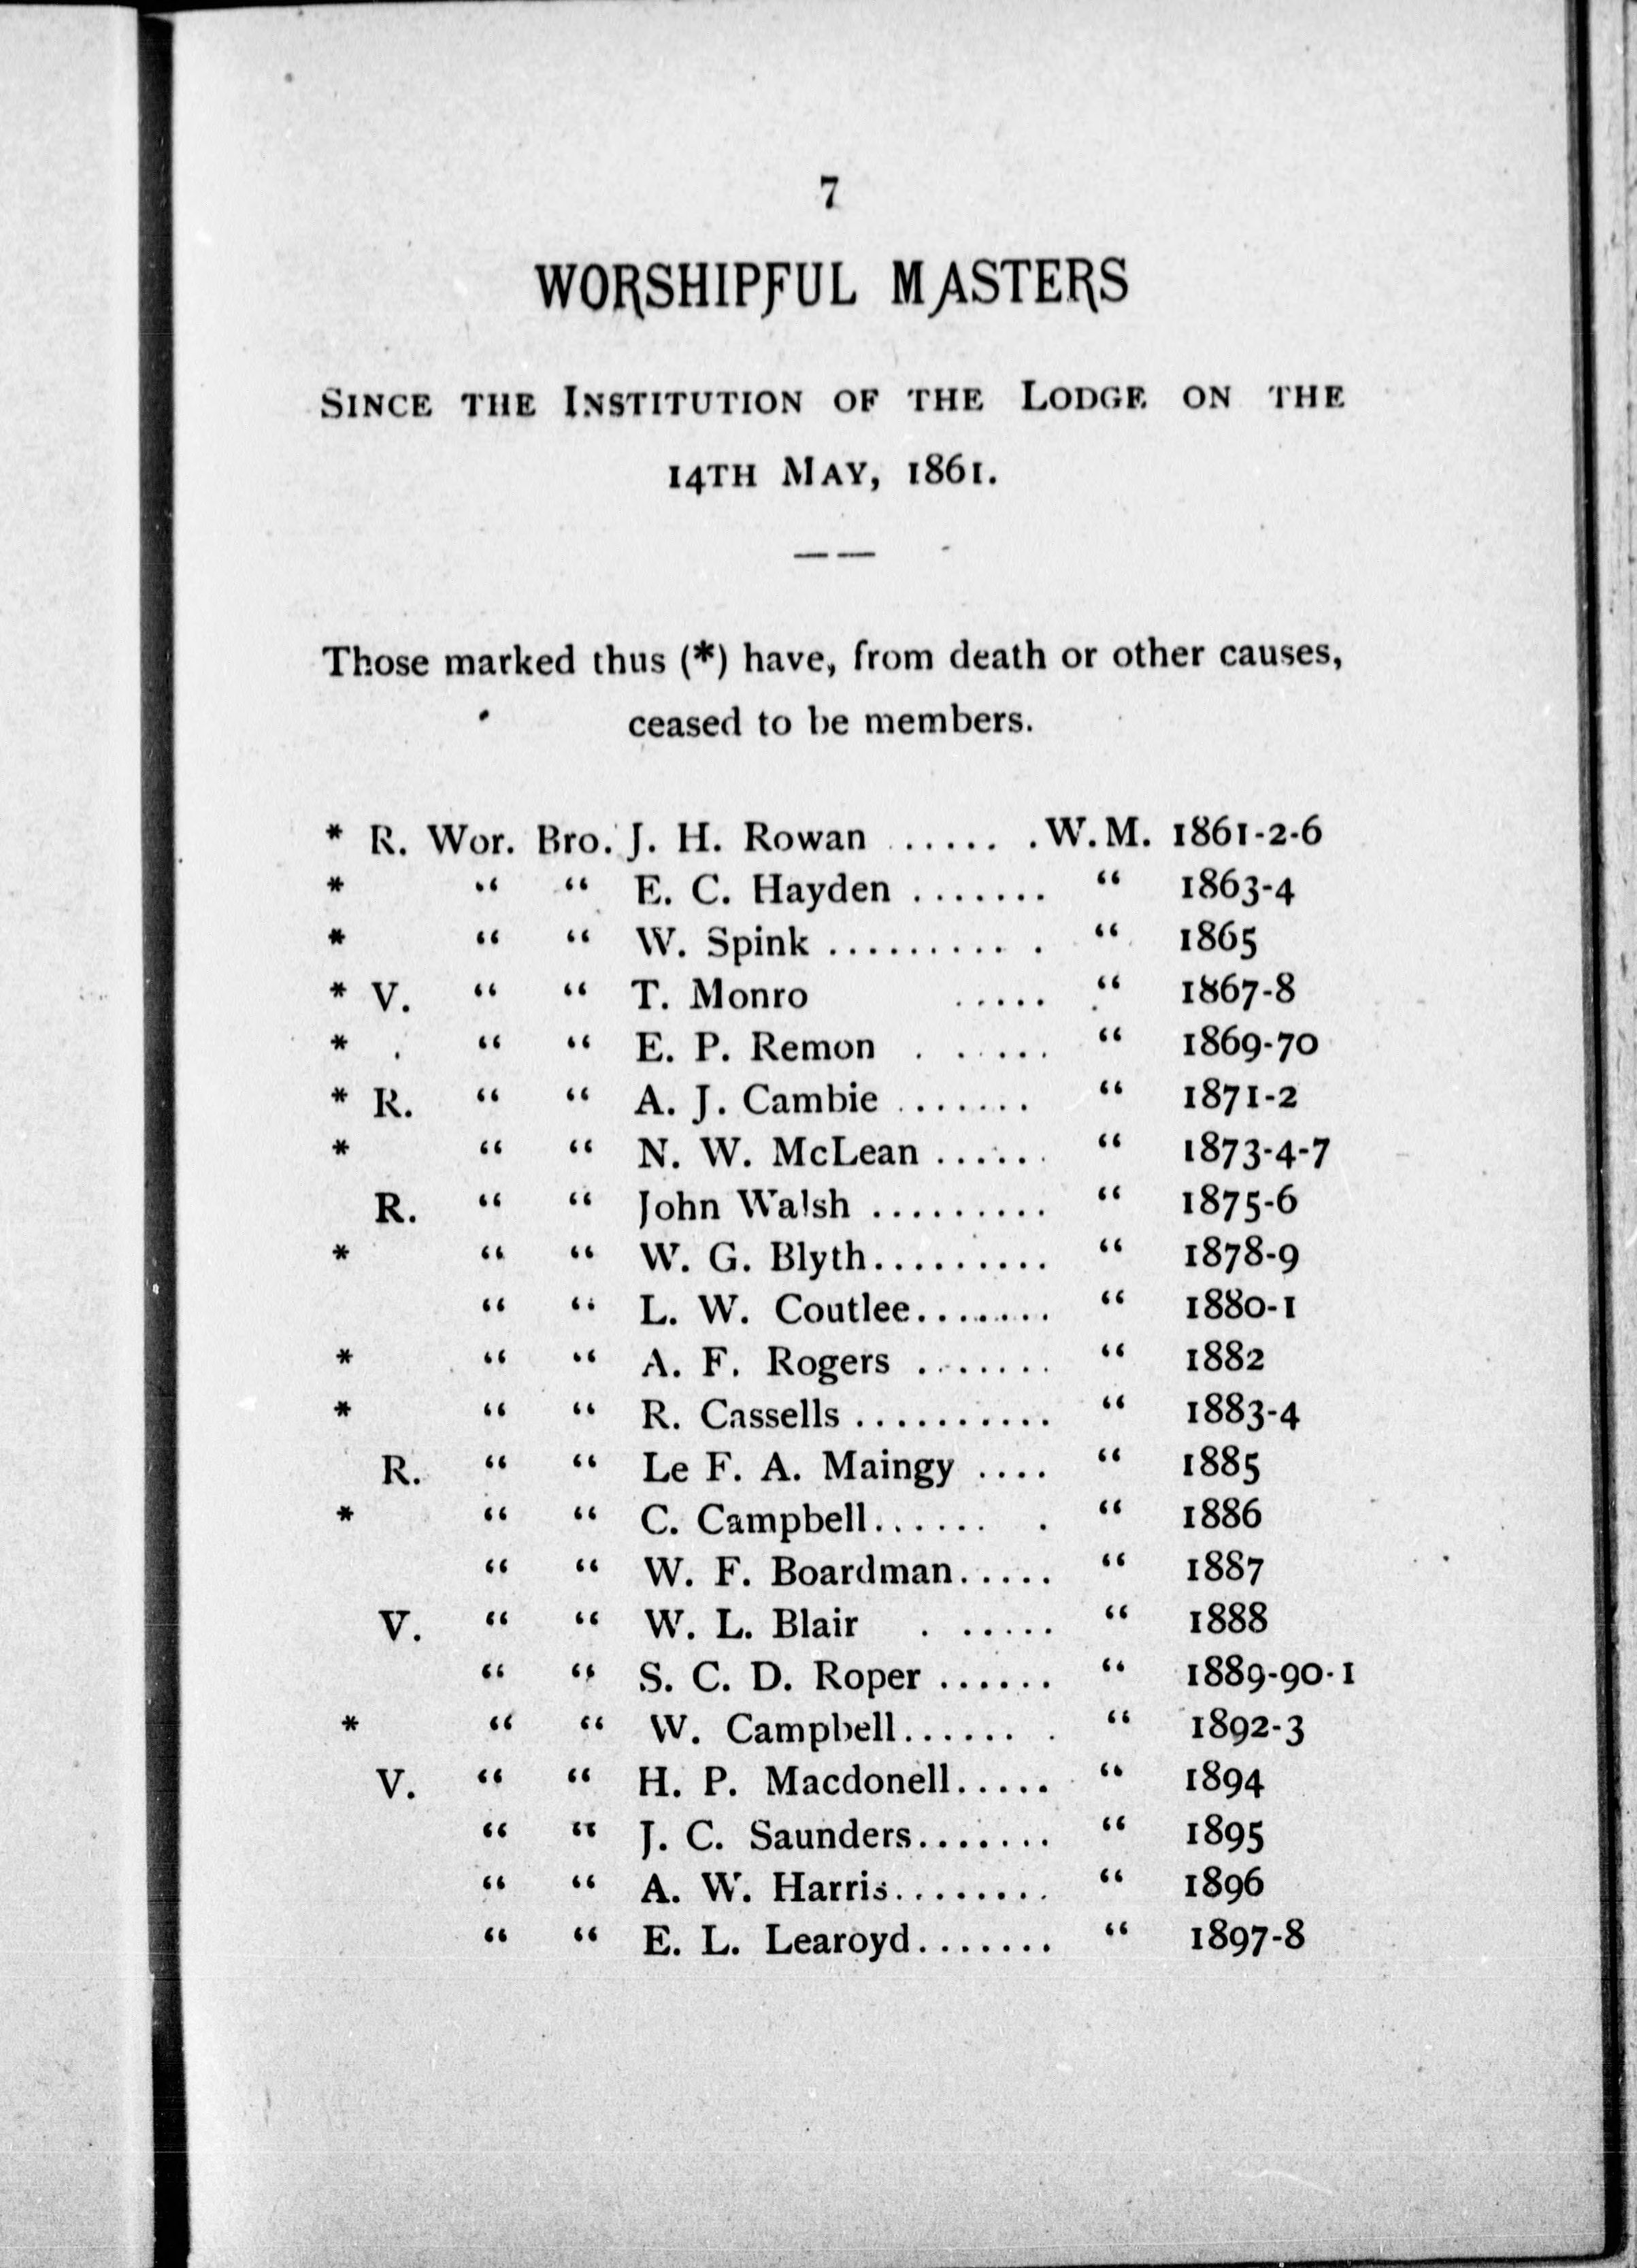 7
WORSHIPFUL MASTERS
SINCE THE INSTITUTION OF THE LODGE ON THE
14TH MAY, 1861.
Those marked thus (*) have, from death or other causes,
ceased to be members.
* R. Wor. Bro. J. H. Rowan ...... .W.M. 1861-2-6
* “ “ E. C. Hayden ....... “ 1863-4
* “ “ W. Spink ......... . “ 1865
* V. “ “ T. Monro ..... “ 1867-8
* “ “ E. P. Remon . ..... “ 1869-70
* R. “ “ A. J. Cambie ....... “ 1871-2
* “ “ N. W. McLean ...... “ 1873-4-7
R. “ “ John Walsh ......... “ 1875-6
* “ “ W. G. Blyth......... “ 1878-9
“ “ L. W. Coutlee....... “ 1880-1
* “ “ A. F. Rogers ....... “ 1882
* “ “ R. Cassells .......... “ 1883-4
R. “ “ Le F. A. Maingy .... “ 1885
* “ “ C. Campbell...... . “ 1886
“ “ W. F. Boardman..... “ 1887
V. “ “ W. L. Blair . ..... “ 1888
“ “ S. C. D. Roper ...... “ 1889-90-1
* “ “ W. Campbell...... . “ 1892-3
V. “ “ H. P. Macdonell..... “ 1894
“ “ J. C. Saunders....... “ 1895
“ “ A. W. Harris........ “ 1896
“ “ E. L. Learoyd....... “ 1897-8